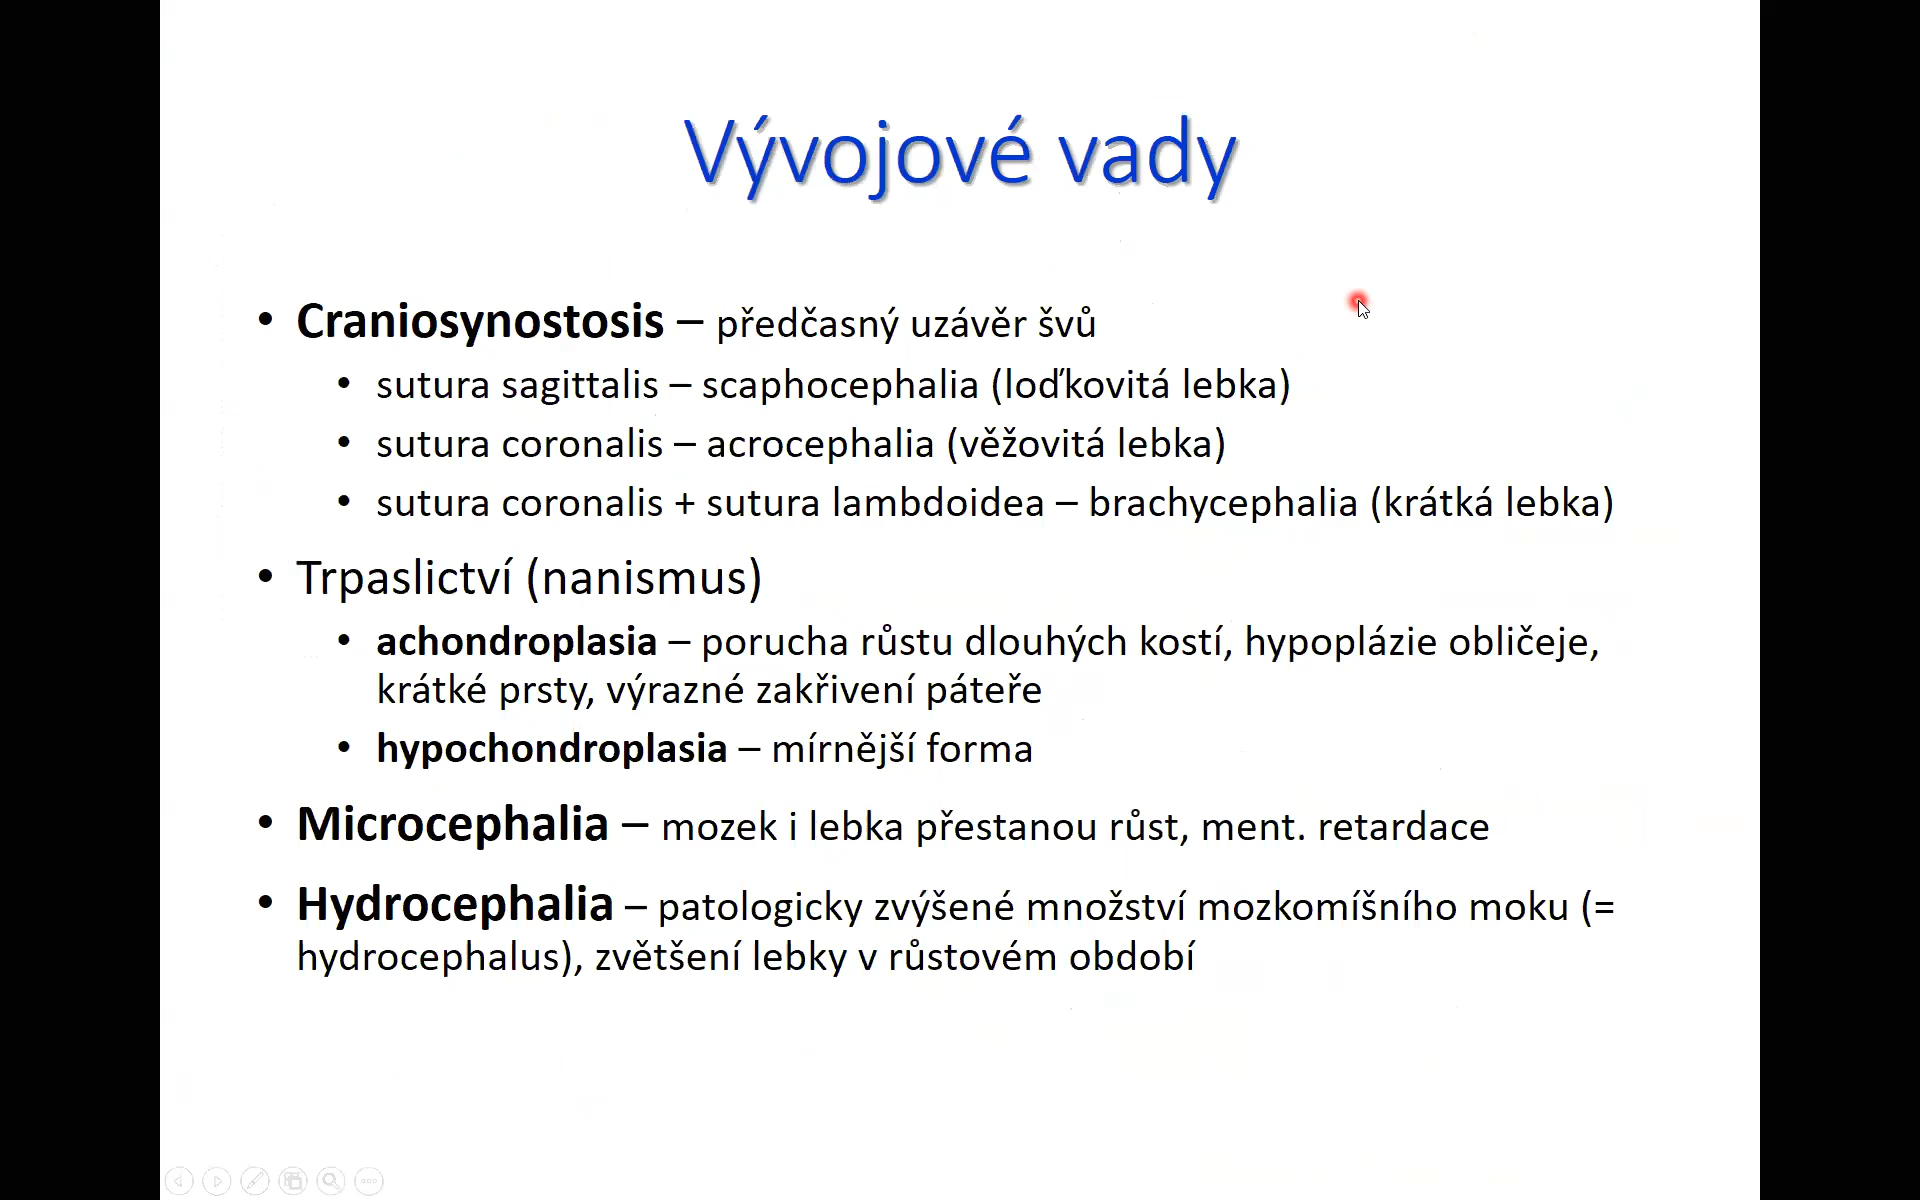 Vývojové vady
• Craniosynostosis – předčasný uzávěr švů
• sutura sagittalis – scaphocephalia (loďkovitá lebka)
• sutura coronalis – acrocephalia (věžovitá lebka)
• sutura coronalis + sutura lambdoidea – brachycephalia (krátká lebka)
• Trpaslictví (nanismus)
• achondroplasia – porucha růstu dlouhých kostí, hypoplázie obličeje,
krátké prsty, výrazné zakřivení páteře
• hypochondroplasia – mírnější forma
• Microcephalia – mozek i lebka přestanou růst, ment. retardace
• Hydrocephalia – patologicky zvýšené množství mozkomíšního moku (=
hydrocephalus), zvětšení lebky v růstovém období